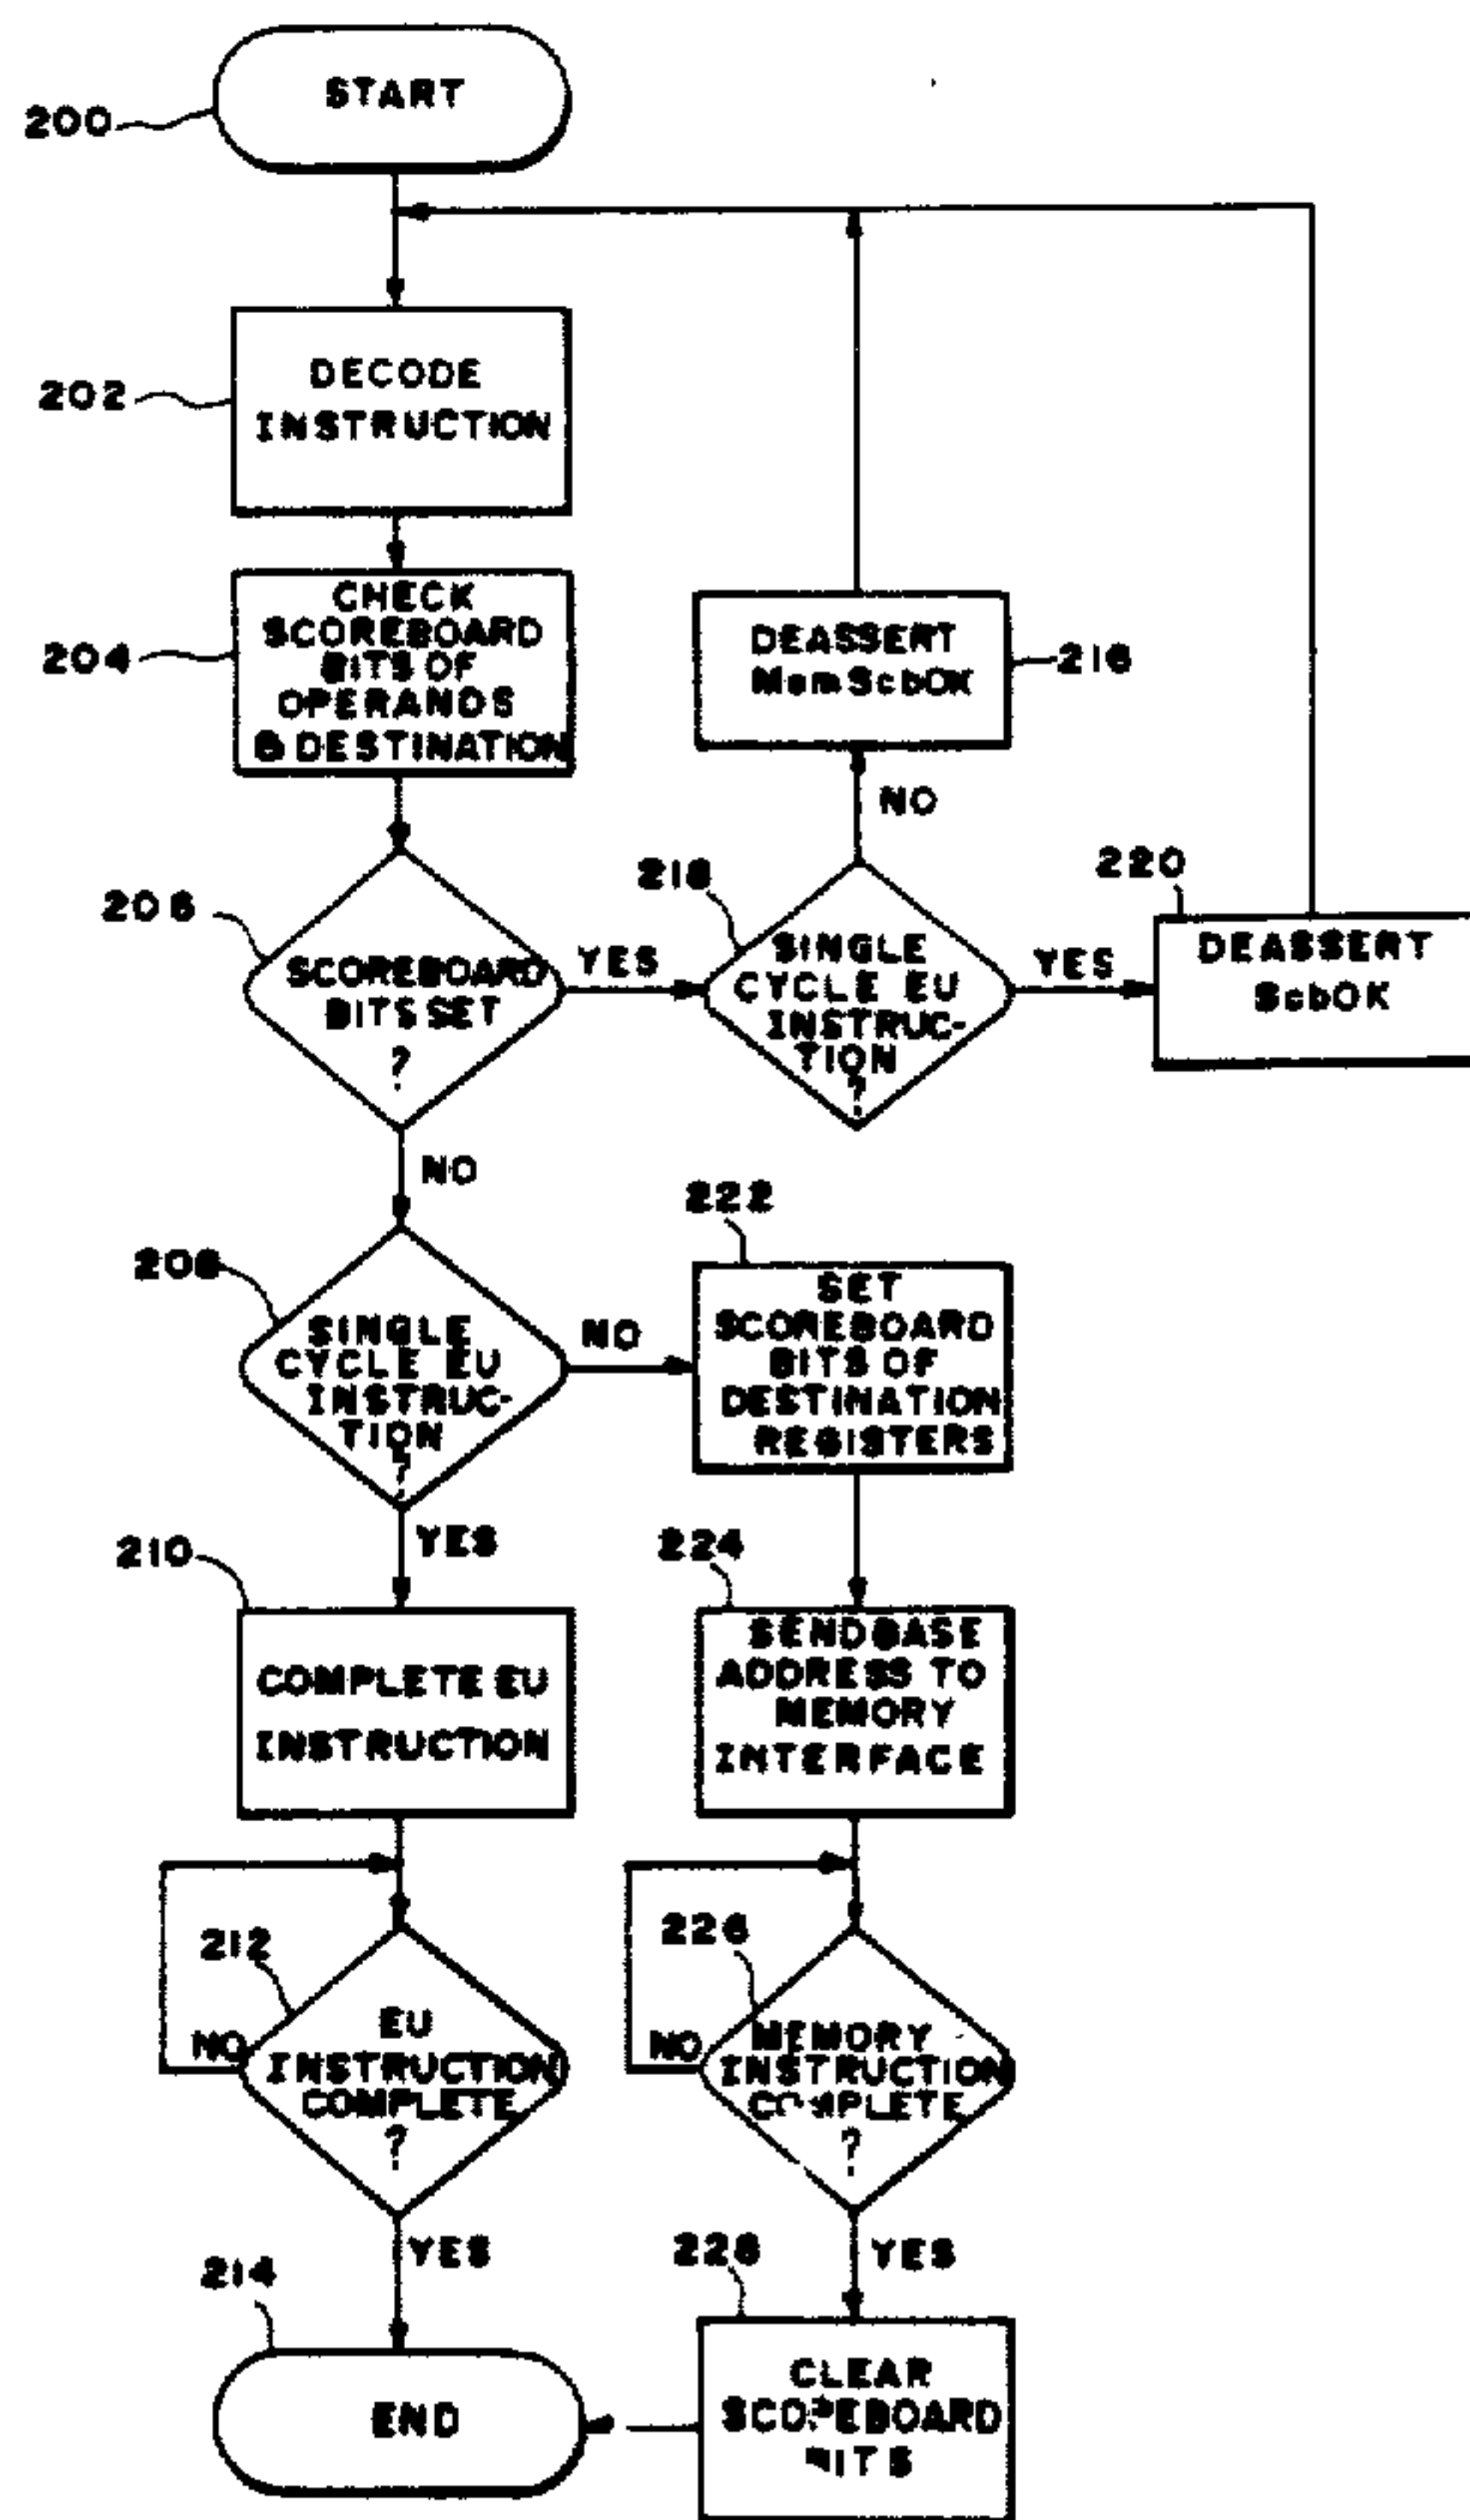 START
200
DECODE
INSTRUCTION
202
CHECK
SCOREBOARD
BITS OF
OPERANDS
& DESTINATION
204
DEASSERT
MemScbOK
216
NO
206
SCOREBOARD
BITS SET
?
YES
218
SINGLE
CYCLE EU
INSTRUC-
TION
?
YES
220
DEASSERT
ScbOK
NO
208
SINGLE
CYCLE EU
INSTRUC-
TION
?
NO
222
SET
SCOREBOARD
BITS OF
DESTINATION
REGISTERS
YES
210
COMPLETE EU
INSTRUCTION
224
SEND BASE
ADDRESS TO
MEMORY
INTERFACE
212
EU
INSTRUCTION
COMPLETE
?
NO
226
MEMORY
INSTRUCTION
COMPLETE
?
NO
YES
214
END
YES
228
CLEAR
SCOREBOARD
BITS